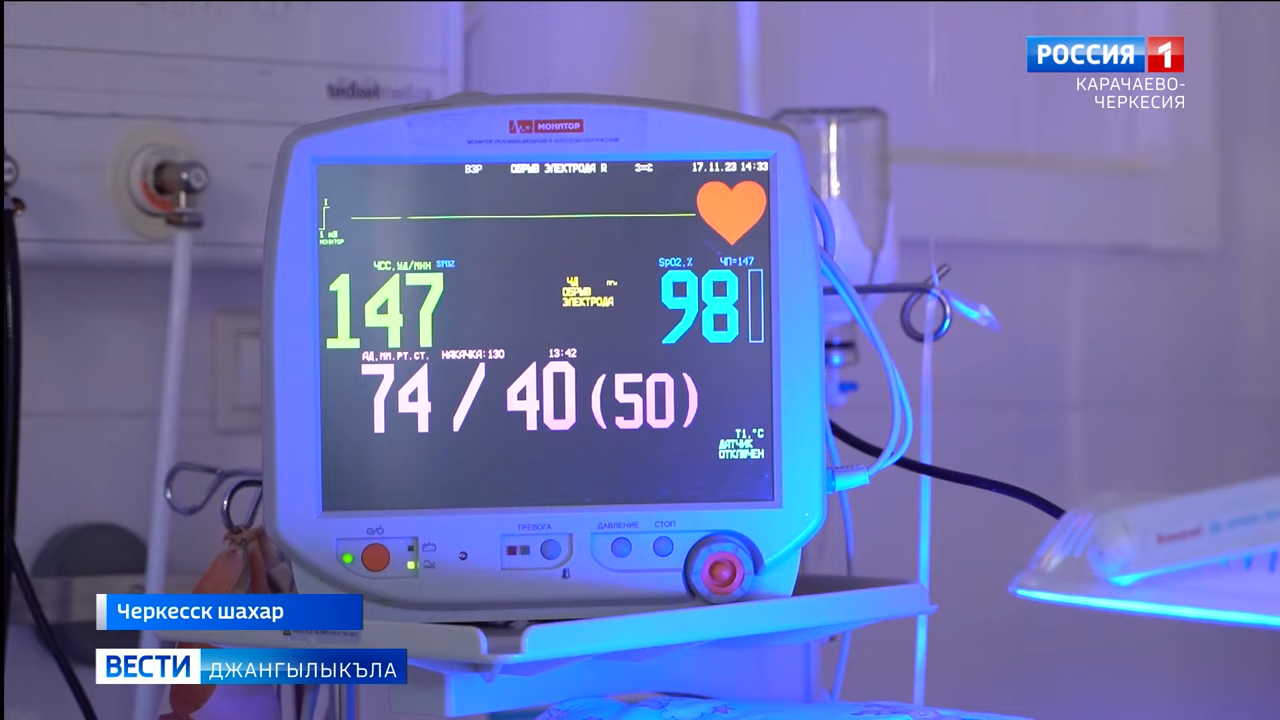 РОССИЯ 1
КАРАЧАЕВО-
ЧЕРКЕСИЯ
МОНИТОР
ВЗР ОБРЫВ ЭЛЕКТРОДА R 17.11.23 14:33
I
1 мВ
МОНИТОР
ЧСС,УД/МИН SpO2
147
ЧД
ОБРЫВ
ЭЛЕКТРОДА
SpO2,% ЧП=147
98
АД,ММ.РТ.СТ. НАКАЧКА:130 13:42
74 / 40 (50)
T1,°C
ДАТЧИК
ОТКЛЮЧЕН
ТРЕВОГА
ДАВЛЕНИЕ СТОП
Черкесск шахар
ВЕСТИ ДЖАНГЫЛЫКЪЛА